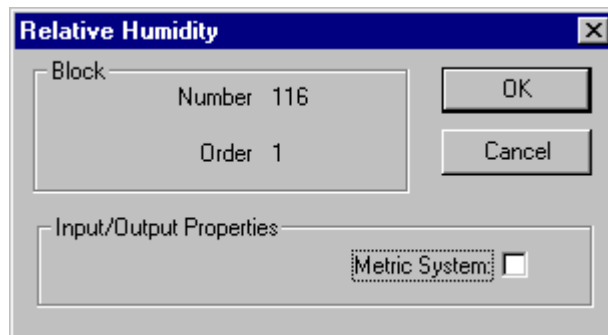 Relative Humidity
Block
Number 116
Order 1
OK
Cancel
Input/Output Properties
Metric System: